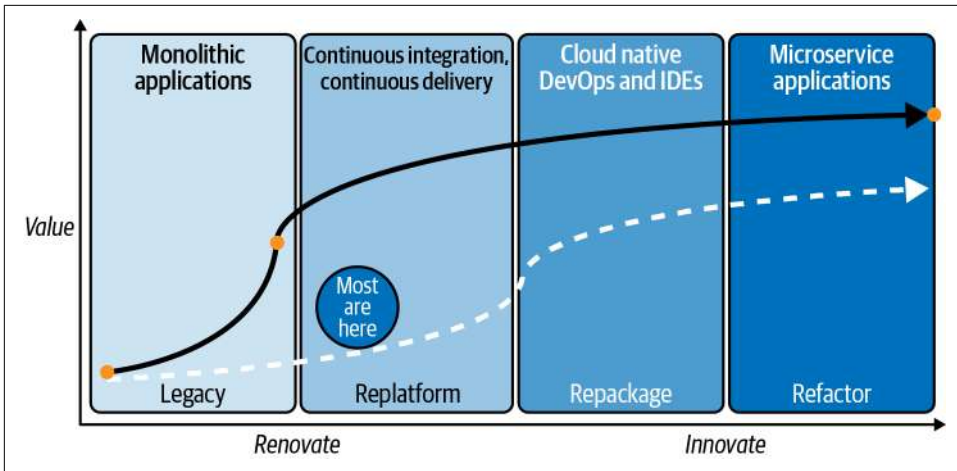 Monolithic
applications
Continuous integration,
continuous delivery
Cloud native
DevOps and IDEs
Microservice
applications
Value
Most
are
here
Legacy
Replatform
Repackage
Refactor
Renovate
Innovate